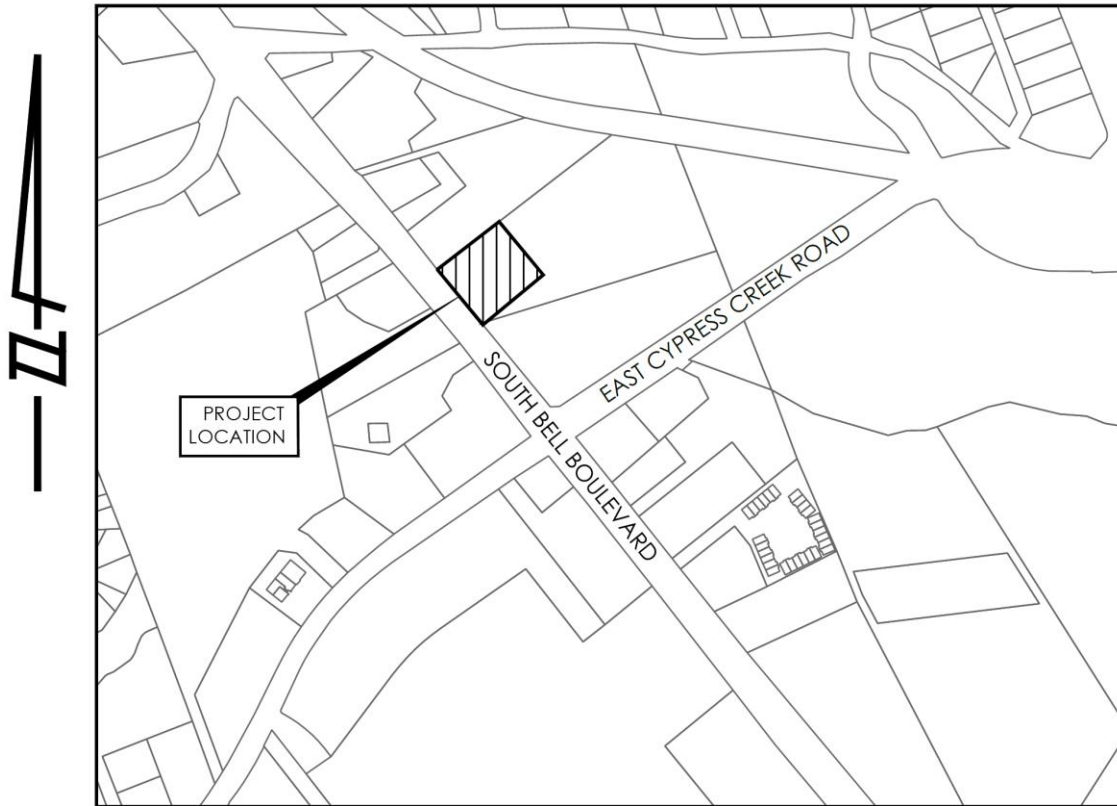 EAST CYPRESS CREEK ROAD
SOUTH BELL BOULEVARD
PROJECT
LOCATION
N